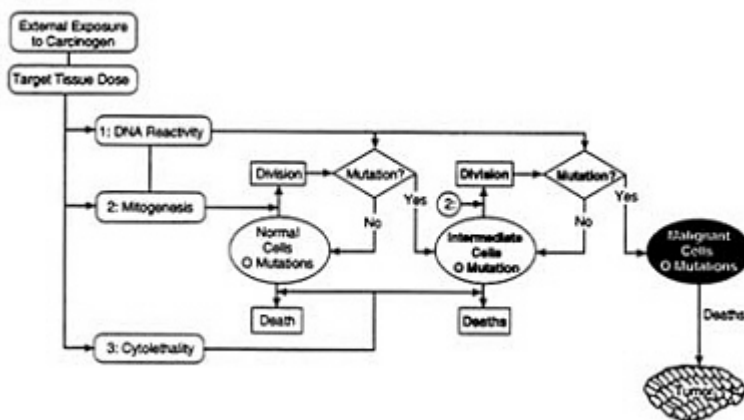 External Exposure
to Carcinogen
Target Tissue Dose
1: DNA Reactivity
Division
Mutation?
Division
Mutation?
2: Mitogenesis
2:
Yes
Yes
No
No
Normal
Cells
O Mutations
Intermediate
Cells
O Mutation
Malignant
Cells
O Mutations
Death
Deaths
Deaths
3: Cytolethality
Tumor